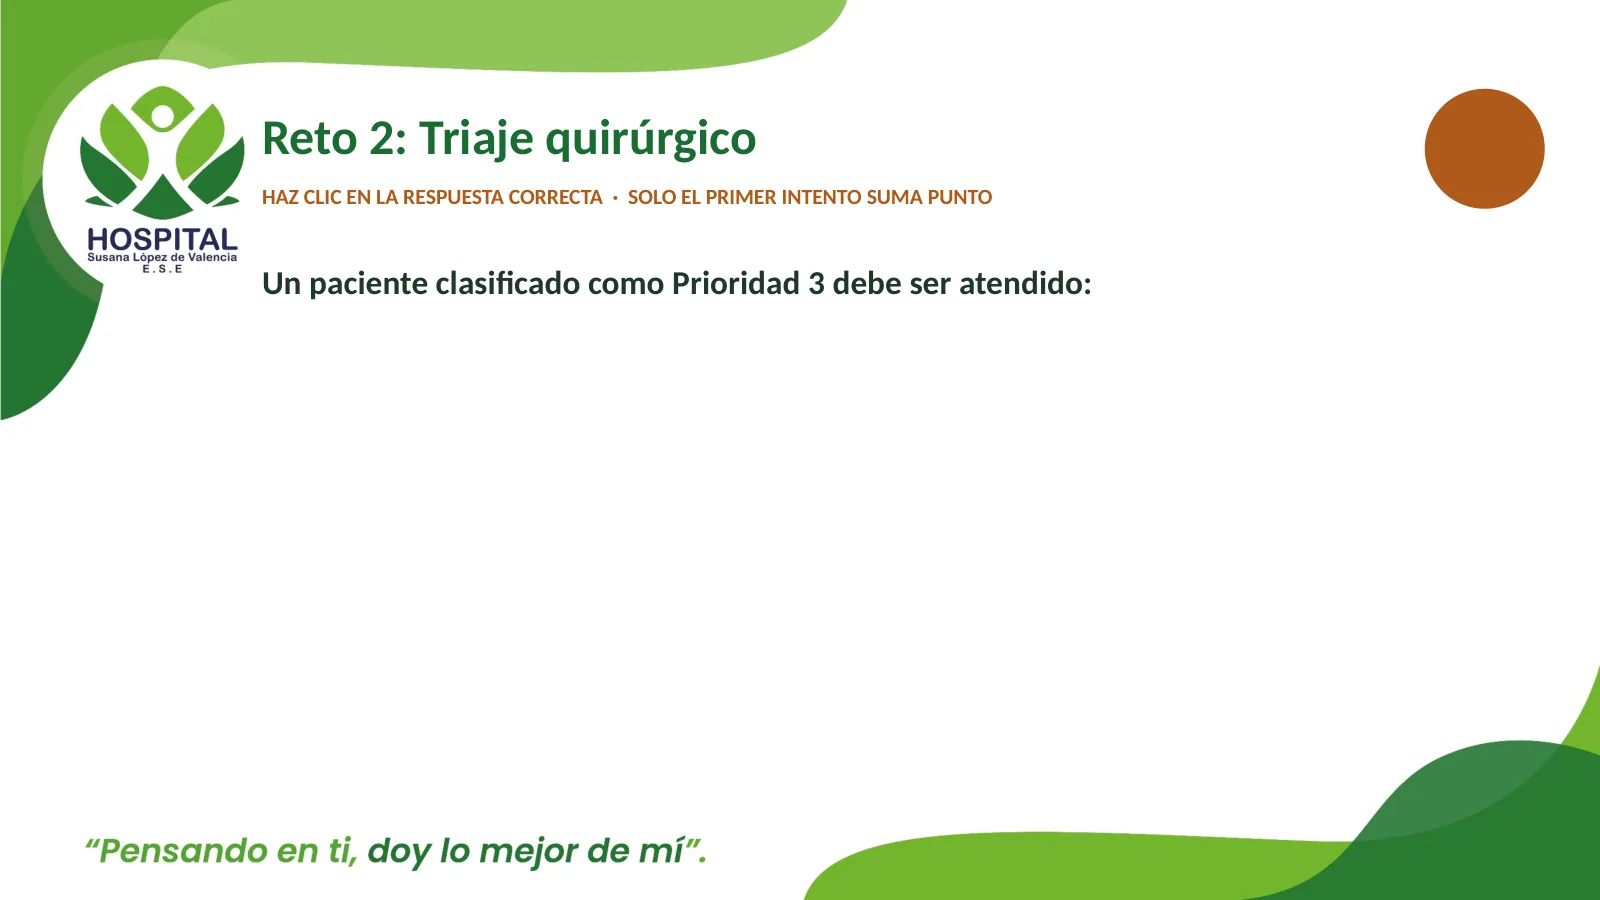 Reto 2: Triaje quirúrgico
HAZ CLIC EN LA RESPUESTA CORRECTA · SOLO EL PRIMER INTENTO SUMA PUNTO
HOSPITAL
Susana López de Valencia
E.S.E
Un paciente clasificado como Prioridad 3 debe ser atendido:
“Pensando en ti, doy lo mejor de mí”.